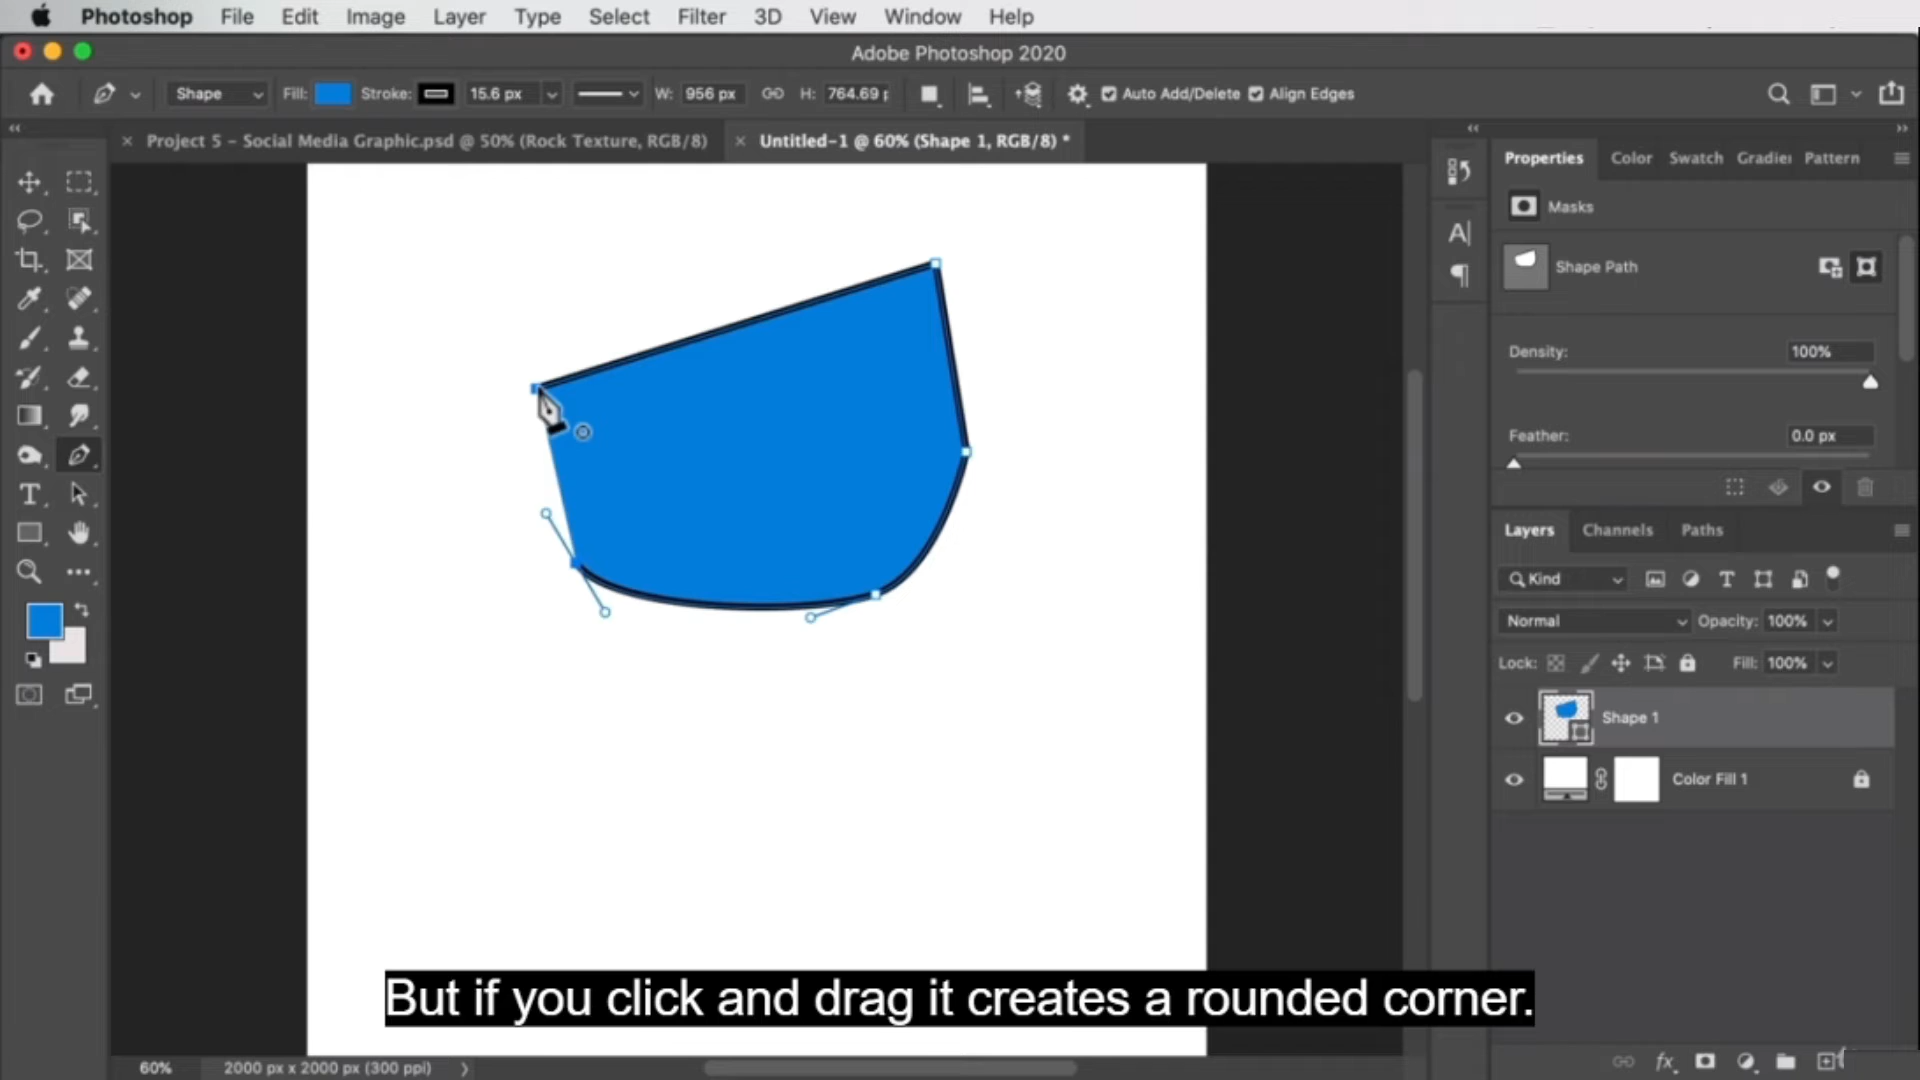 Photoshop File Edit Image Layer Type Select Filter 3D View Window Help
Adobe Photoshop 2020
Shape Fill: Stroke: 15.6 px W: 956 px H: 764.69 p Auto Add/Delete Align Edges
Project 5 - Social Media Graphic.psd @ 50% (Rock Texture, RGB/8) Untitled-1 @ 60% (Shape 1, RGB/8) *
Properties Color Swatch Gradie Pattern
Masks
Shape Path
Density: 100%
Feather: 0.0 px
Layers Channels Paths
Kind
Normal Opacity: 100%
Lock: Fill: 100%
Shape 1
Color Fill 1
But if you click and drag it creates a rounded corner.
60% 2000 px x 2000 px (300 ppi)
fx